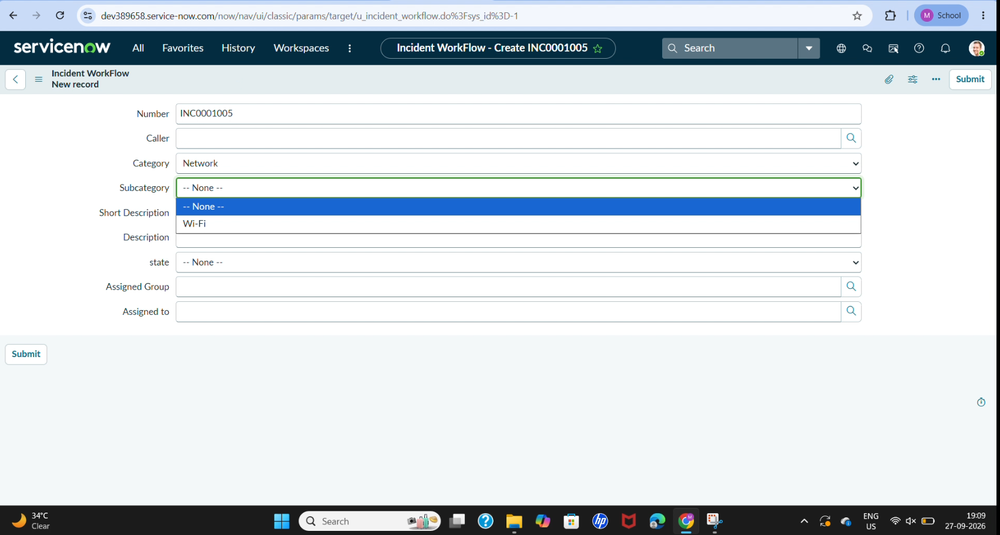 dev389658.service-now.com/now/nav/ui/classic/params/target/u_incident_workflow.do%3Fsys_id%3D-1
M School
servicenow All Favorites History Workspaces Incident WorkFlow - Create INC0001005 Search
Incident WorkFlow
New record
Submit
Number INC0001005
Caller
Category Network
Subcategory -- None --
-- None --
Short Description
Wi-Fi
Description
state -- None --
Assigned Group
Assigned to
Submit
34°C
Clear
Search
hp
ENG
US
19:09
27-09-2026